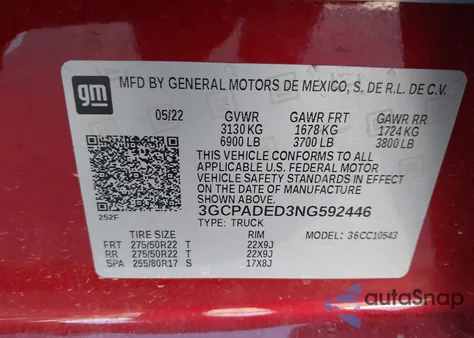 gm
MFD BY GENERAL MOTORS DE MEXICO, S. DE R.L. DE C.V.
05/22 GVWR GAWR FRT GAWR RR
3130 KG 1678 KG 1724 KG
6900 LB 3700 LB 3800 LB
THIS VEHICLE CONFORMS TO ALL
APPLICABLE U.S. FEDERAL MOTOR
VEHICLE SAFETY STANDARDS IN EFFECT
ON THE DATE OF MANUFACTURE
SHOWN ABOVE.
252F
3GCPADED3NG592446
TYPE: TRUCK MODEL: 36CC10543
TIRE SIZE RIM
FRT 275/50R22 T 22X9J
RR 275/50R22 T 22X9J
SPA 255/80R17 S 17X8J
autoSnap